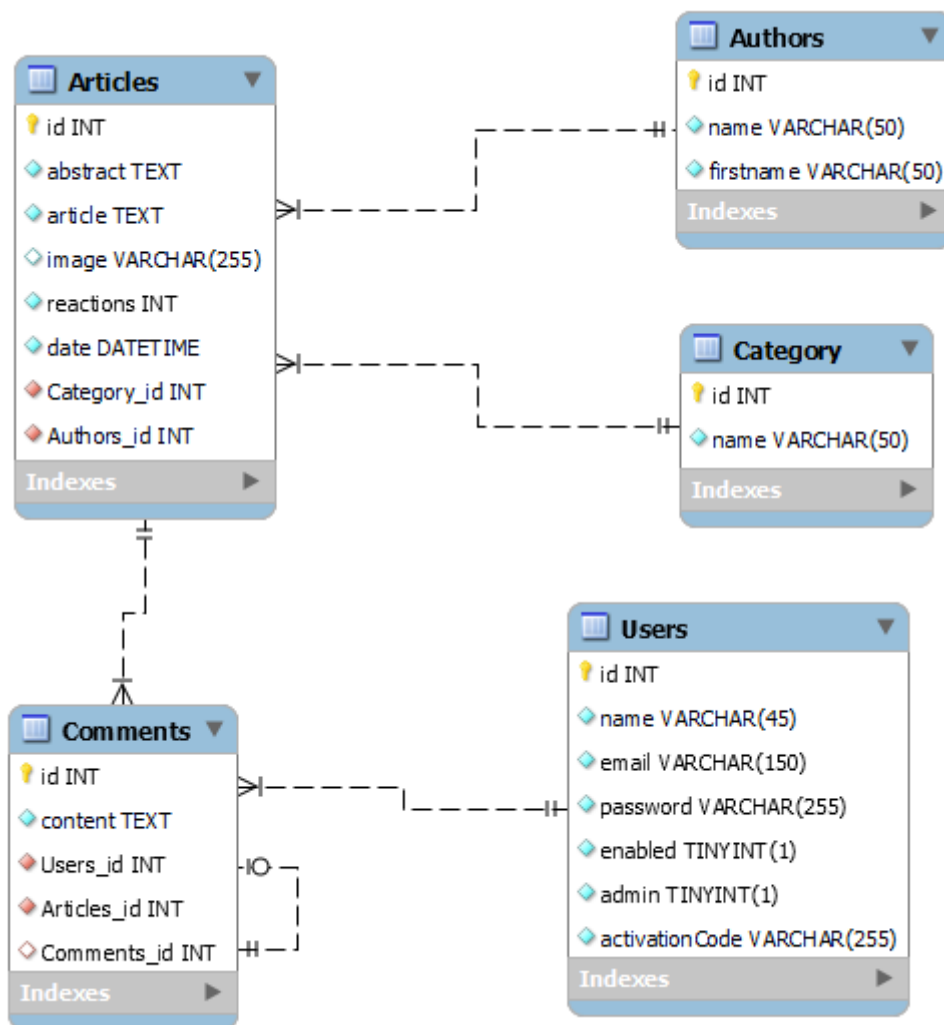 Articles
id INT
abstract TEXT
article TEXT
image VARCHAR(255)
reactions INT
date DATETIME
Category_id INT
Authors_id INT
Indexes
Authors
id INT
name VARCHAR(50)
firstname VARCHAR(50)
Indexes
Category
id INT
name VARCHAR(50)
Indexes
Comments
id INT
content TEXT
Users_id INT
Articles_id INT
Comments_id INT
Indexes
Users
id INT
name VARCHAR(45)
email VARCHAR(150)
password VARCHAR(255)
enabled TINYINT(1)
admin TINYINT(1)
activationCode VARCHAR(255)
Indexes